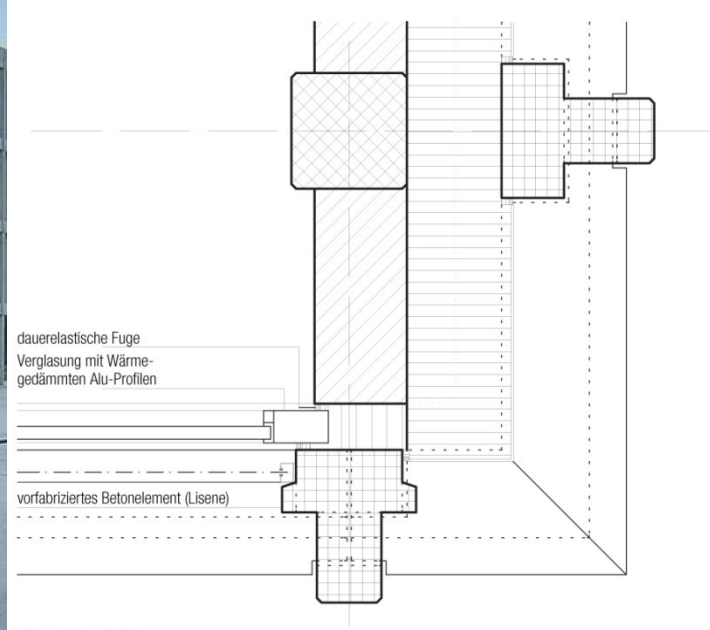 dauerelastische Fuge
Verglasung mit Wärme-
gedämmten Alu-Profilen
vorfabriziertes Betonelement (Lisene)